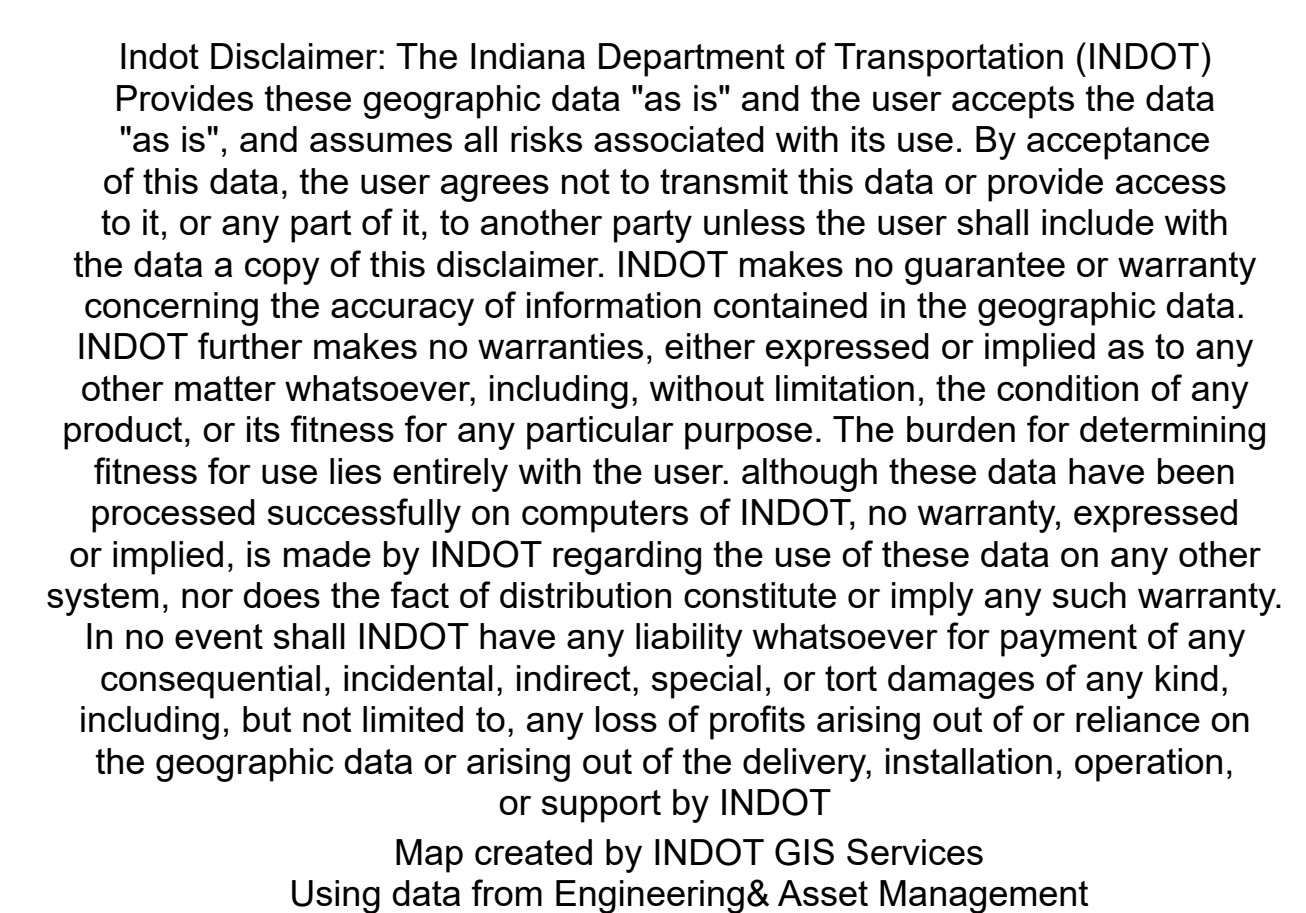 Indot Disclaimer: The Indiana Department of Transportation (INDOT)
Provides these geographic data "as is" and the user accepts the data
"as is", and assumes all risks associated with its use. By acceptance
of this data, the user agrees not to transmit this data or provide access
to it, or any part of it, to another party unless the user shall include with
the data a copy of this disclaimer. INDOT makes no guarantee or warranty
concerning the accuracy of information contained in the geographic data.
INDOT further makes no warranties, either expressed or implied as to any
other matter whatsoever, including, without limitation, the condition of any
product, or its fitness for any particular purpose. The burden for determining
fitness for use lies entirely with the user. although these data have been
processed successfully on computers of INDOT, no warranty, expressed
or implied, is made by INDOT regarding the use of these data on any other
system, nor does the fact of distribution constitute or imply any such warranty.
In no event shall INDOT have any liability whatsoever for payment of any
consequential, incidental, indirect, special, or tort damages of any kind,
including, but not limited to, any loss of profits arising out of or reliance on
the geographic data or arising out of the delivery, installation, operation,
or support by INDOT
Map created by INDOT GIS Services
Using data from Engineering& Asset Management